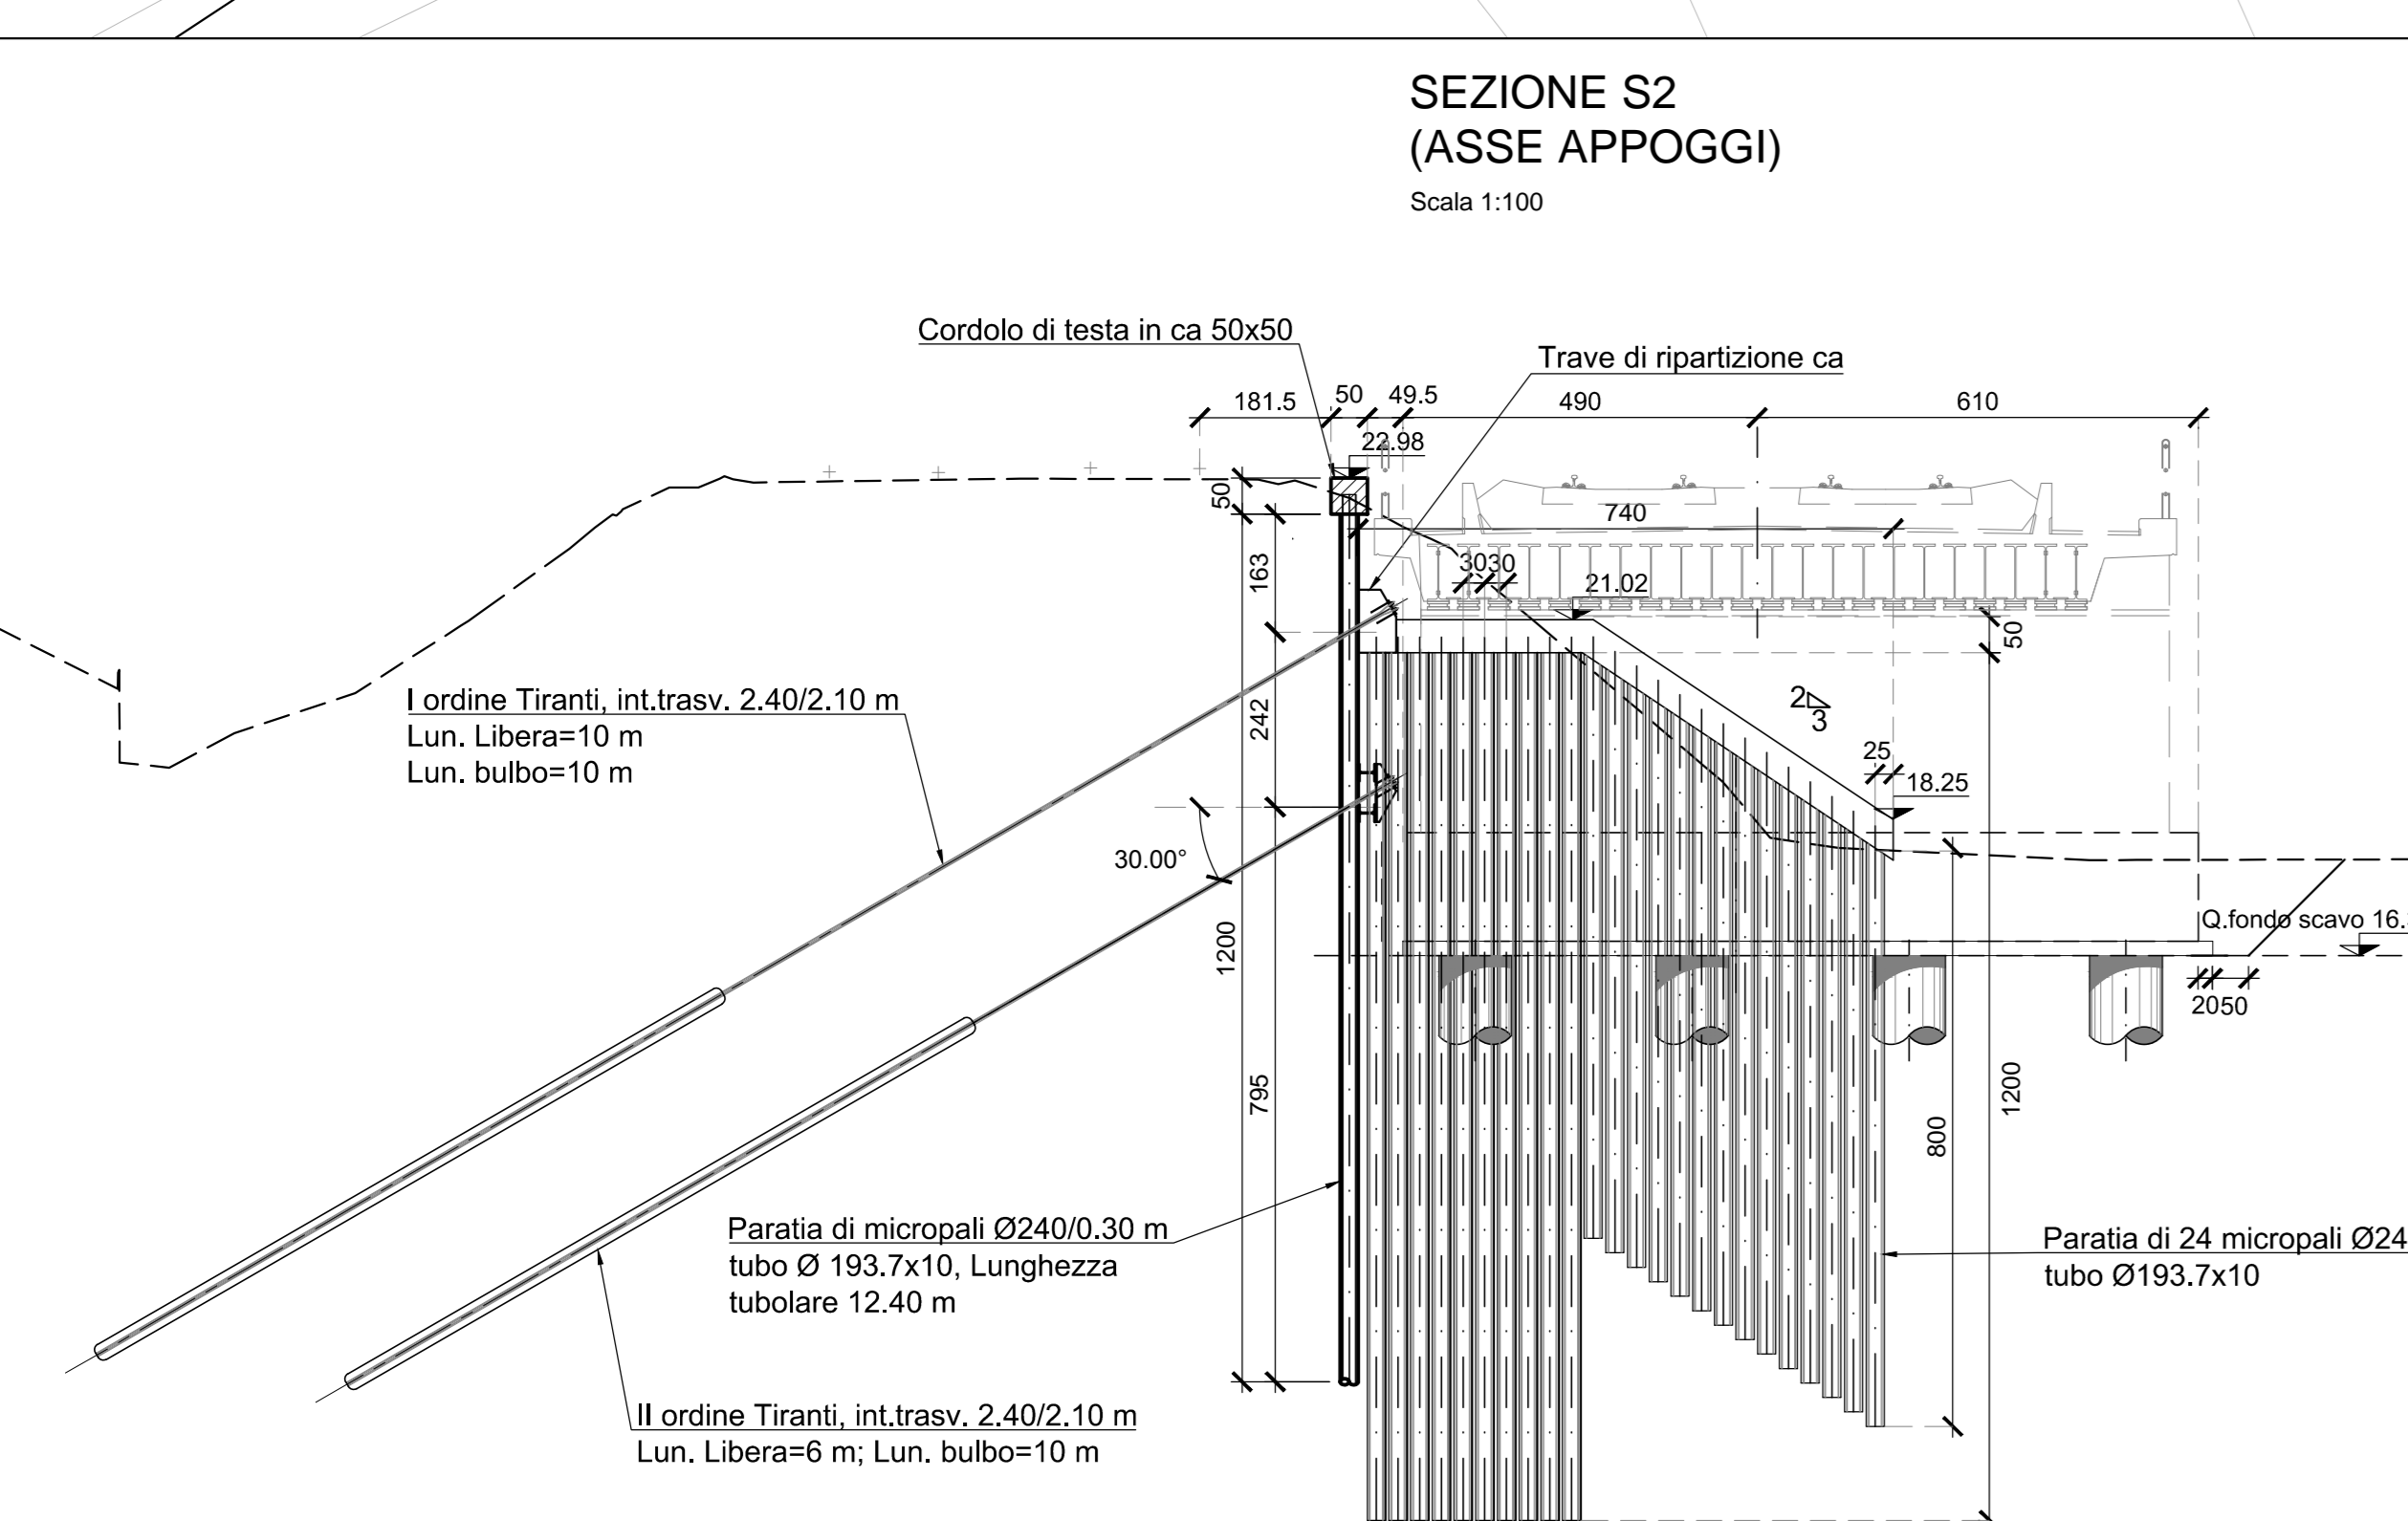 SEZIONE S2
(ASSE APPOGGI)
Scala 1:100
Cordolo di testa in ca 50x50
Trave di ripartizione ca
181.5
50
49.5
490
610
22.98
50
740
163
3030
21.02
50
I ordine Tiranti, int.trasv. 2.40/2.10 m
Lun. Libera=10 m
Lun. bulbo=10 m
242
2
3
25
18.25
30.00°
Q.fondo scavo 16.
1200
2050
795
800
1200
Paratia di micropali Ø240/0.30 m
tubo Ø 193.7x10, Lunghezza
tubolare 12.40 m
Paratia di 24 micropali Ø24
tubo Ø193.7x10
II ordine Tiranti, int.trasv. 2.40/2.10 m
Lun. Libera=6 m; Lun. bulbo=10 m